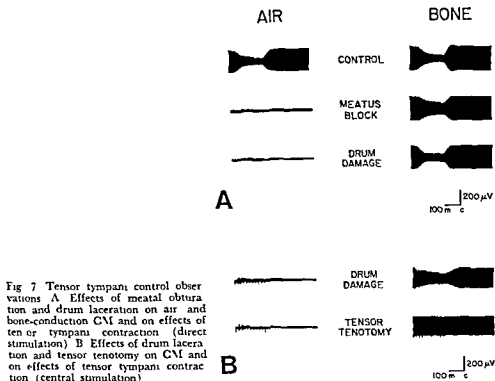 AIR BONE
CONTROL
MEATUS
BLOCK
DRUM
DAMAGE
A
200 µV
100 m c
DRUM
DAMAGE
TENSOR
TENOTOMY
B
200 µV
100 m c
Fig 7 Tensor tympani control obser
vations A Effects of meatal obtura
tion and drum laceration on air and
bone-conduction CM and on effects of
ten or tympani contraction (direct
stimulation) B Effects of drum lacera
tion and tensor tenotomy on CM and
on effects of tensor tympani contrac
tion (central stimulation)